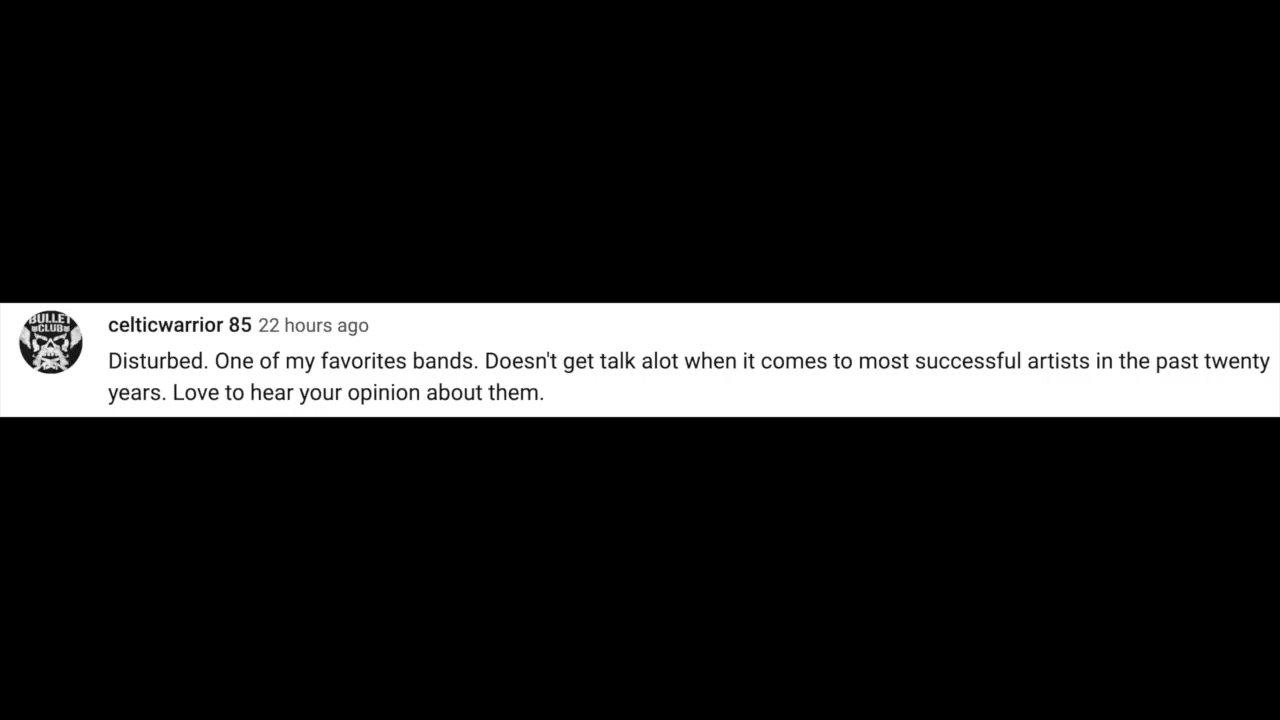 BULLET
CLUB
celticwarrior 85 22 hours ago
Disturbed. One of my favorites bands. Doesn't get talk alot when it comes to most successful artists in the past twenty
years. Love to hear your opinion about them.